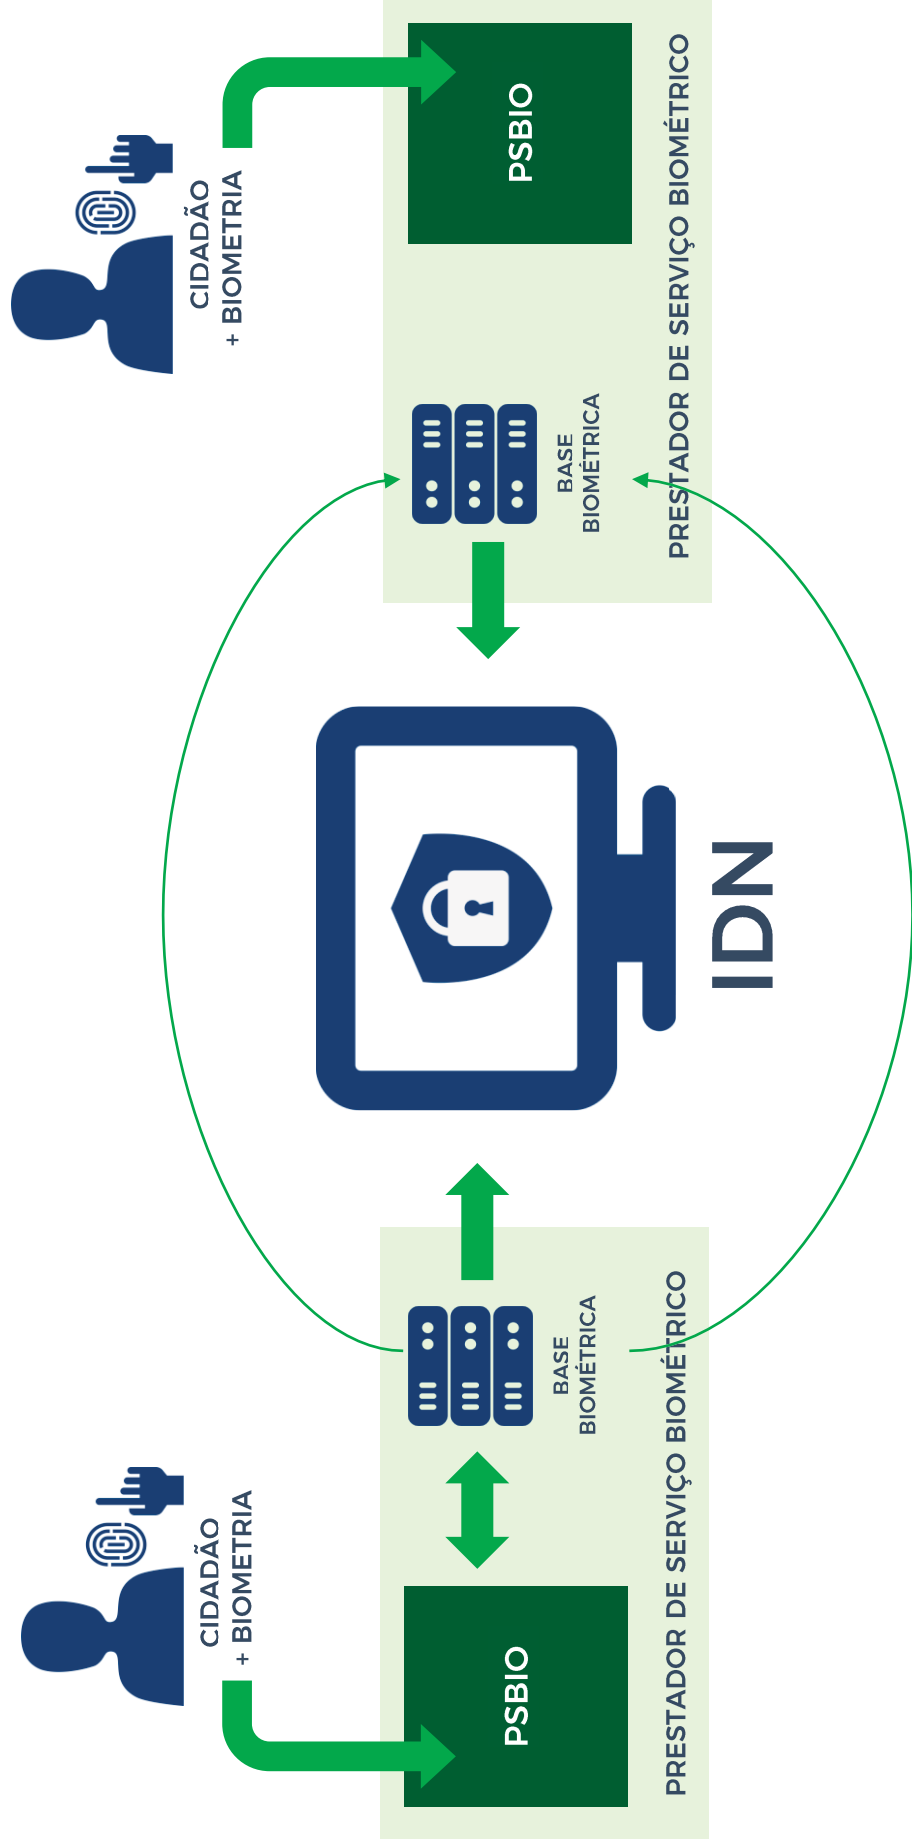 CIDADÃO
+ BIOMETRIA
PSBIO
BASE
BIOMÉTRICA
PRESTADOR DE SERVIÇO BIOMÉTRICO
IDN
CIDADÃO
+ BIOMETRIA
BASE
BIOMÉTRICA
PSBIO
PRESTADOR DE SERVIÇO BIOMÉTRICO